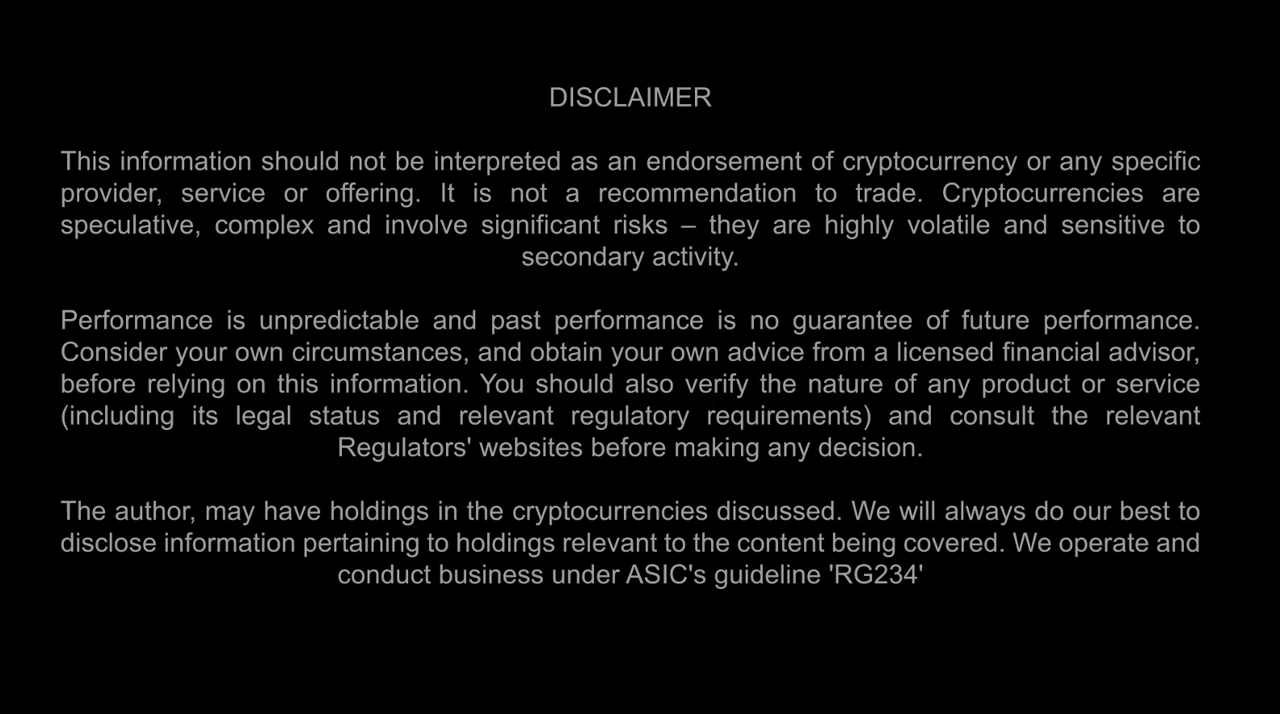 DISCLAIMER
This information should not be interpreted as an endorsement of cryptocurrency or any specific
provider, service or offering. It is not a recommendation to trade. Cryptocurrencies are
speculative, complex and involve significant risks – they are highly volatile and sensitive to
secondary activity.
Performance is unpredictable and past performance is no guarantee of future performance.
Consider your own circumstances, and obtain your own advice from a licensed financial advisor,
before relying on this information. You should also verify the nature of any product or service
(including its legal status and relevant regulatory requirements) and consult the relevant
Regulators' websites before making any decision.
The author, may have holdings in the cryptocurrencies discussed. We will always do our best to
disclose information pertaining to holdings relevant to the content being covered. We operate and
conduct business under ASIC's guideline 'RG234'